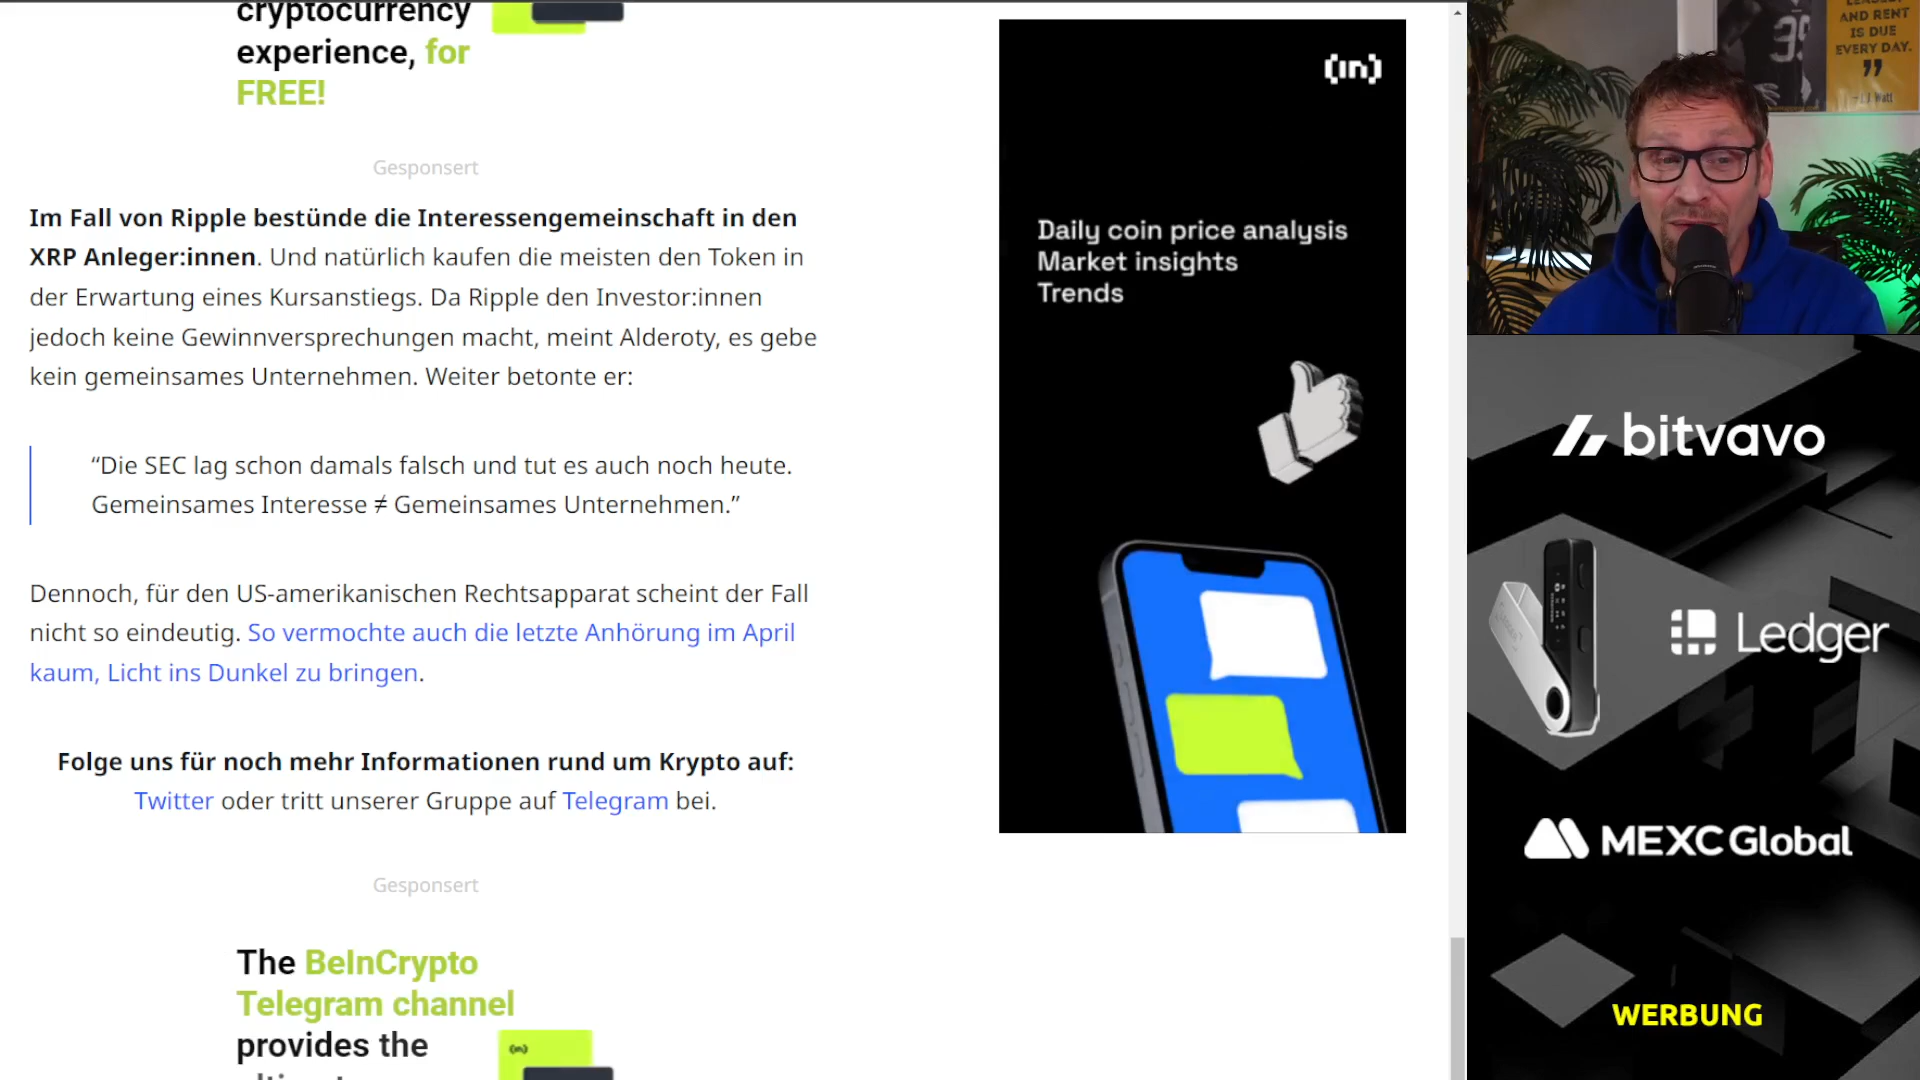 cryptocurrency
experience, for
FREE!
Gesponsert
Im Fall von Ripple bestünde die Interessengemeinschaft in den
XRP Anleger:innen. Und natürlich kaufen die meisten den Token in
der Erwartung eines Kursanstiegs. Da Ripple den Investor:innen
jedoch keine Gewinnversprechungen macht, meint Alderoty, es gebe
kein gemeinsames Unternehmen. Weiter betonte er:
“Die SEC lag schon damals falsch und tut es auch noch heute.
Gemeinsames Interesse ≠ Gemeinsames Unternehmen.”
Dennoch, für den US-amerikanischen Rechtsapparat scheint der Fall
nicht so eindeutig. So vermochte auch die letzte Anhörung im April
kaum, Licht ins Dunkel zu bringen.
Folge uns für noch mehr Informationen rund um Krypto auf:
Twitter oder tritt unserer Gruppe auf Telegram bei.
Gesponsert
The BeInCrypto
Telegram channel
provides the
(in)
(in)
Daily coin price analysis
Market insights
Trends
AND RENT
IS DUE
EVERY DAY.
”
Watt
bitvavo
Ledger
MEXC Global
WERBUNG